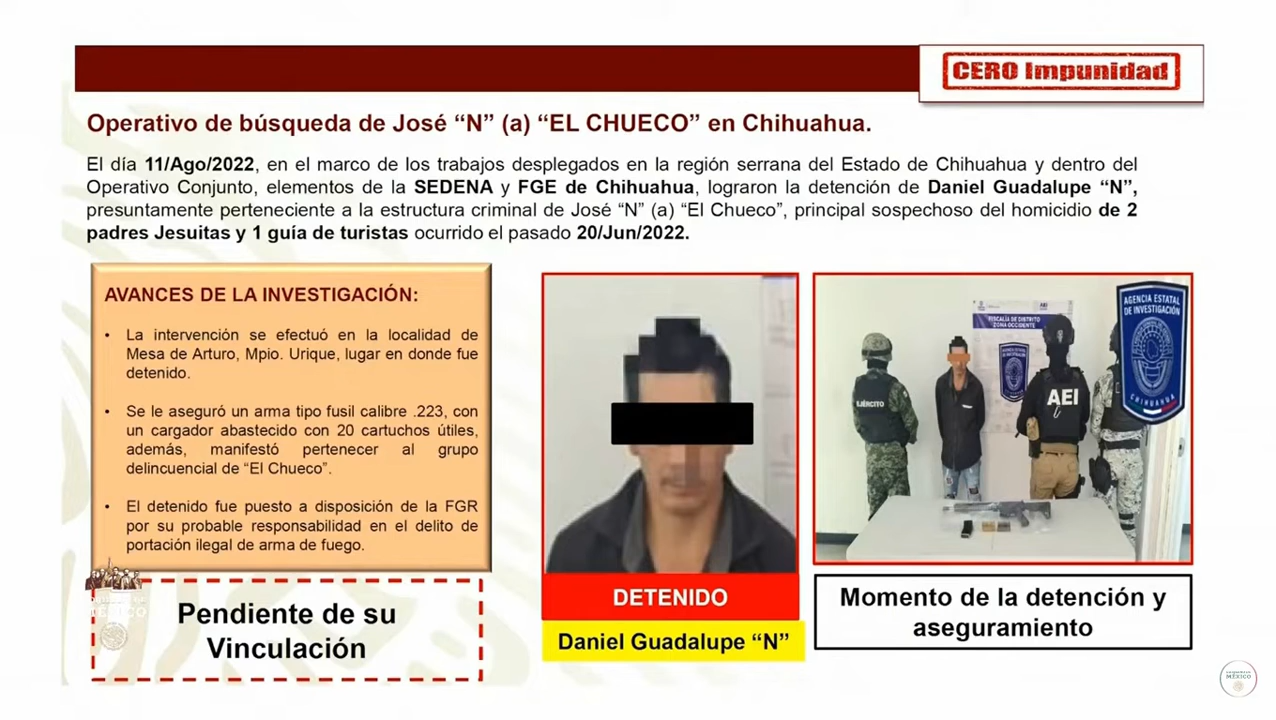 CERO Impunidad
Operativo de búsqueda de José “N” (a) “EL CHUECO” en Chihuahua.
El día 11/Ago/2022, en el marco de los trabajos desplegados en la región serrana del Estado de Chihuahua y dentro del
Operativo Conjunto, elementos de la SEDENA y FGE de Chihuahua, lograron la detención de Daniel Guadalupe “N”,
presuntamente perteneciente a la estructura criminal de José “N” (a) “El Chueco”, principal sospechoso del homicidio de 2
padres Jesuitas y 1 guía de turistas ocurrido el pasado 20/Jun/2022.
AVANCES DE LA INVESTIGACIÓN:
• La intervención se efectuó en la localidad de
Mesa de Arturo, Mpio. Urique, lugar en donde fue
detenido.
• Se le aseguró un arma tipo fusil calibre .223, con
un cargador abastecido con 20 cartuchos útiles,
además, manifestó pertenecer al grupo
delincuencial de “El Chueco”.
• El detenido fue puesto a disposición de la FGR
por su probable responsabilidad en el delito de
portación ilegal de arma de fuego.
Pendiente de su
Vinculación
MÉXICO
DETENIDO
Daniel Guadalupe “N”
FISCALÍA DE DISTRITO
ZONA OCCIDENTE
AEI
EJÉRCITO
AEI
AGENCIA ESTATAL
DE INVESTIGACIÓN
CHIHUAHUA
Momento de la detención y
aseguramiento
MÉXICO